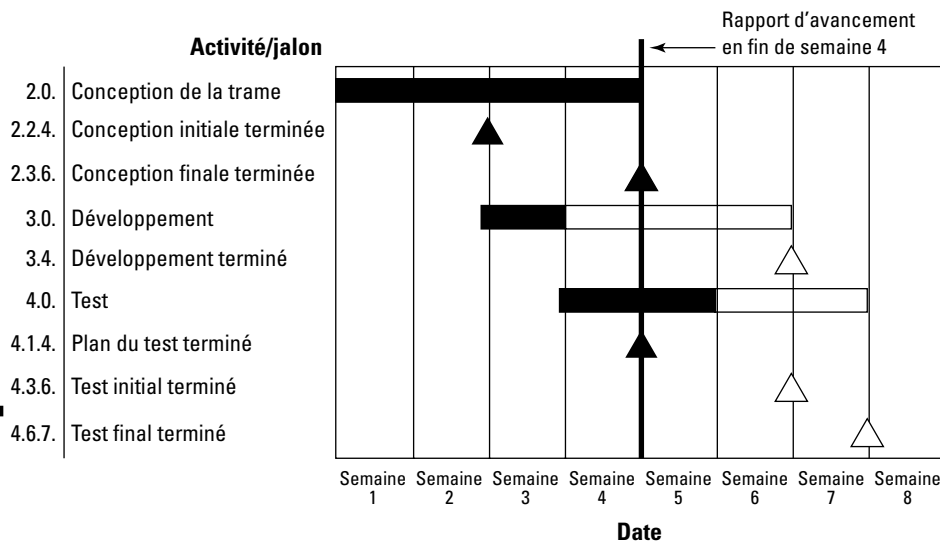 Rapport d'avancement
en fin de semaine 4
Activité/jalon
2.0. Conception de la trame
2.2.4. Conception initiale terminée
2.3.6. Conception finale terminée
3.0. Développement
3.4. Développement terminé
4.0. Test
4.1.4. Plan du test terminé
4.3.6. Test initial terminé
4.6.7. Test final terminé
Semaine Semaine Semaine Semaine Semaine Semaine Semaine Semaine
1 2 3 4 5 6 7 8
Date